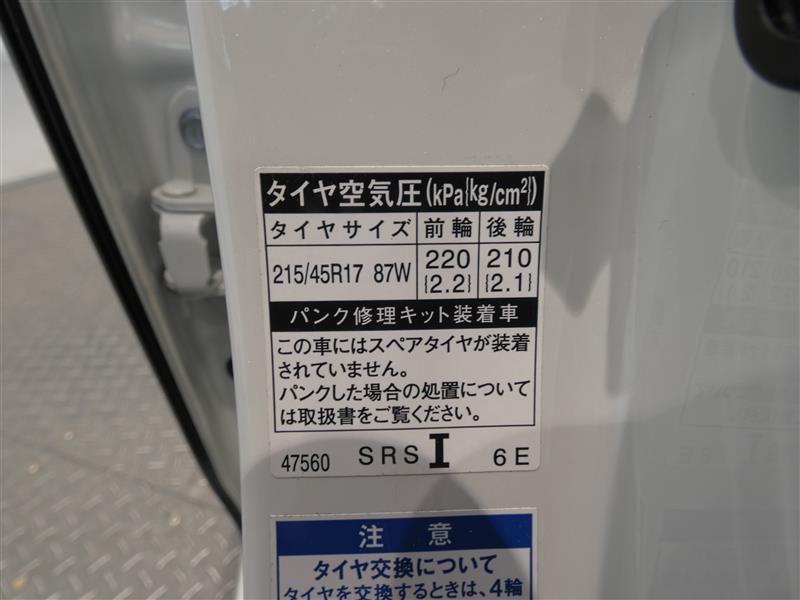 タイヤ空気圧(kPa{kg/cm²})
タイヤサイズ 前輪 後輪
215/45R17 87W 220 {2.2} 210 {2.1}
パンク修理キット装着車
この車にはスペアタイヤが装着
されていません。
パンクした場合の処置について
は取扱書をご覧ください。
47560 SRS I 6E
注意
タイヤ交換について
タイヤを交換するときは、4輪